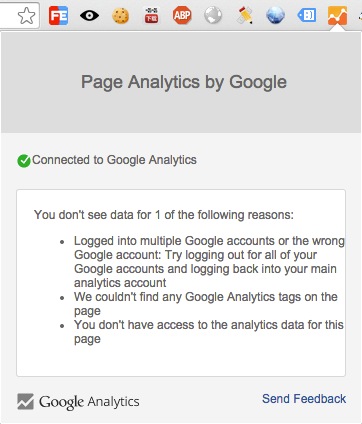 FE
下载
ABP
Page Analytics by Google
Connected to Google Analytics
You don't see data for 1 of the following reasons:
Logged into multiple Google accounts or the wrong
Google account: Try logging out for all of your
Google accounts and logging back into your main
analytics account
We couldn't find any Google Analytics tags on the
page
You don't have access to the analytics data for this
page
Google Analytics
Send Feedback